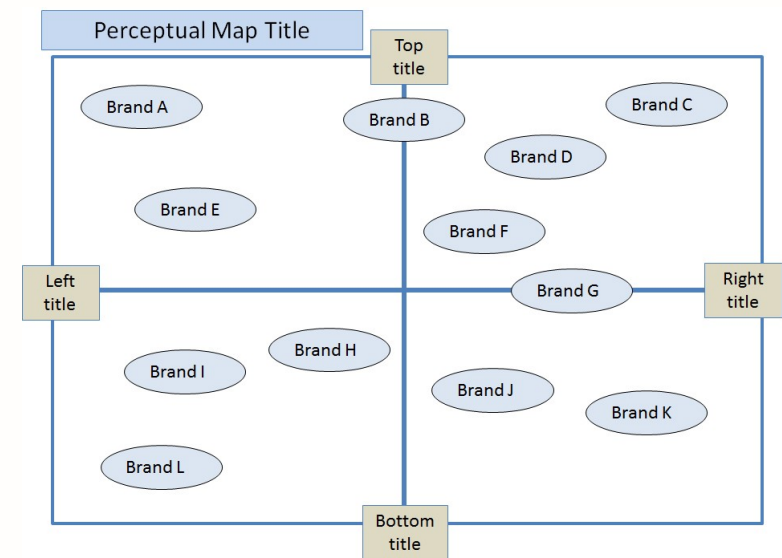 Perceptual Map Title
Top
title
Brand A
Brand B
Brand C
Brand D
Brand E
Brand F
Left
title
Brand G
Right
title
Brand H
Brand I
Brand J
Brand K
Brand L
Bottom
title